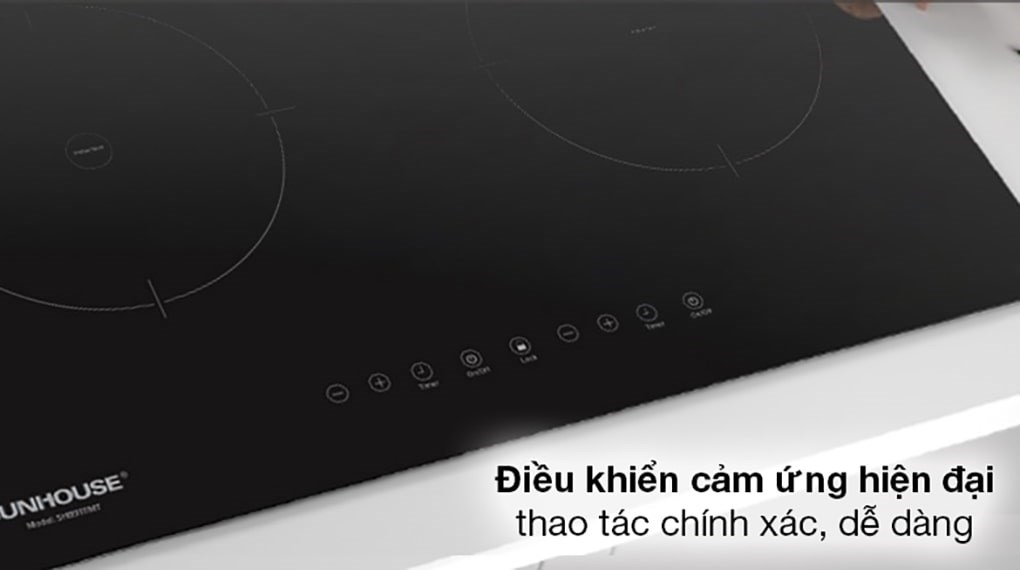 Timer
On/Off
Lock
Timer
On/Off
UNHOUSE®
Điều khiển cảm ứng hiện đại
thao tác chính xác, dễ dàng